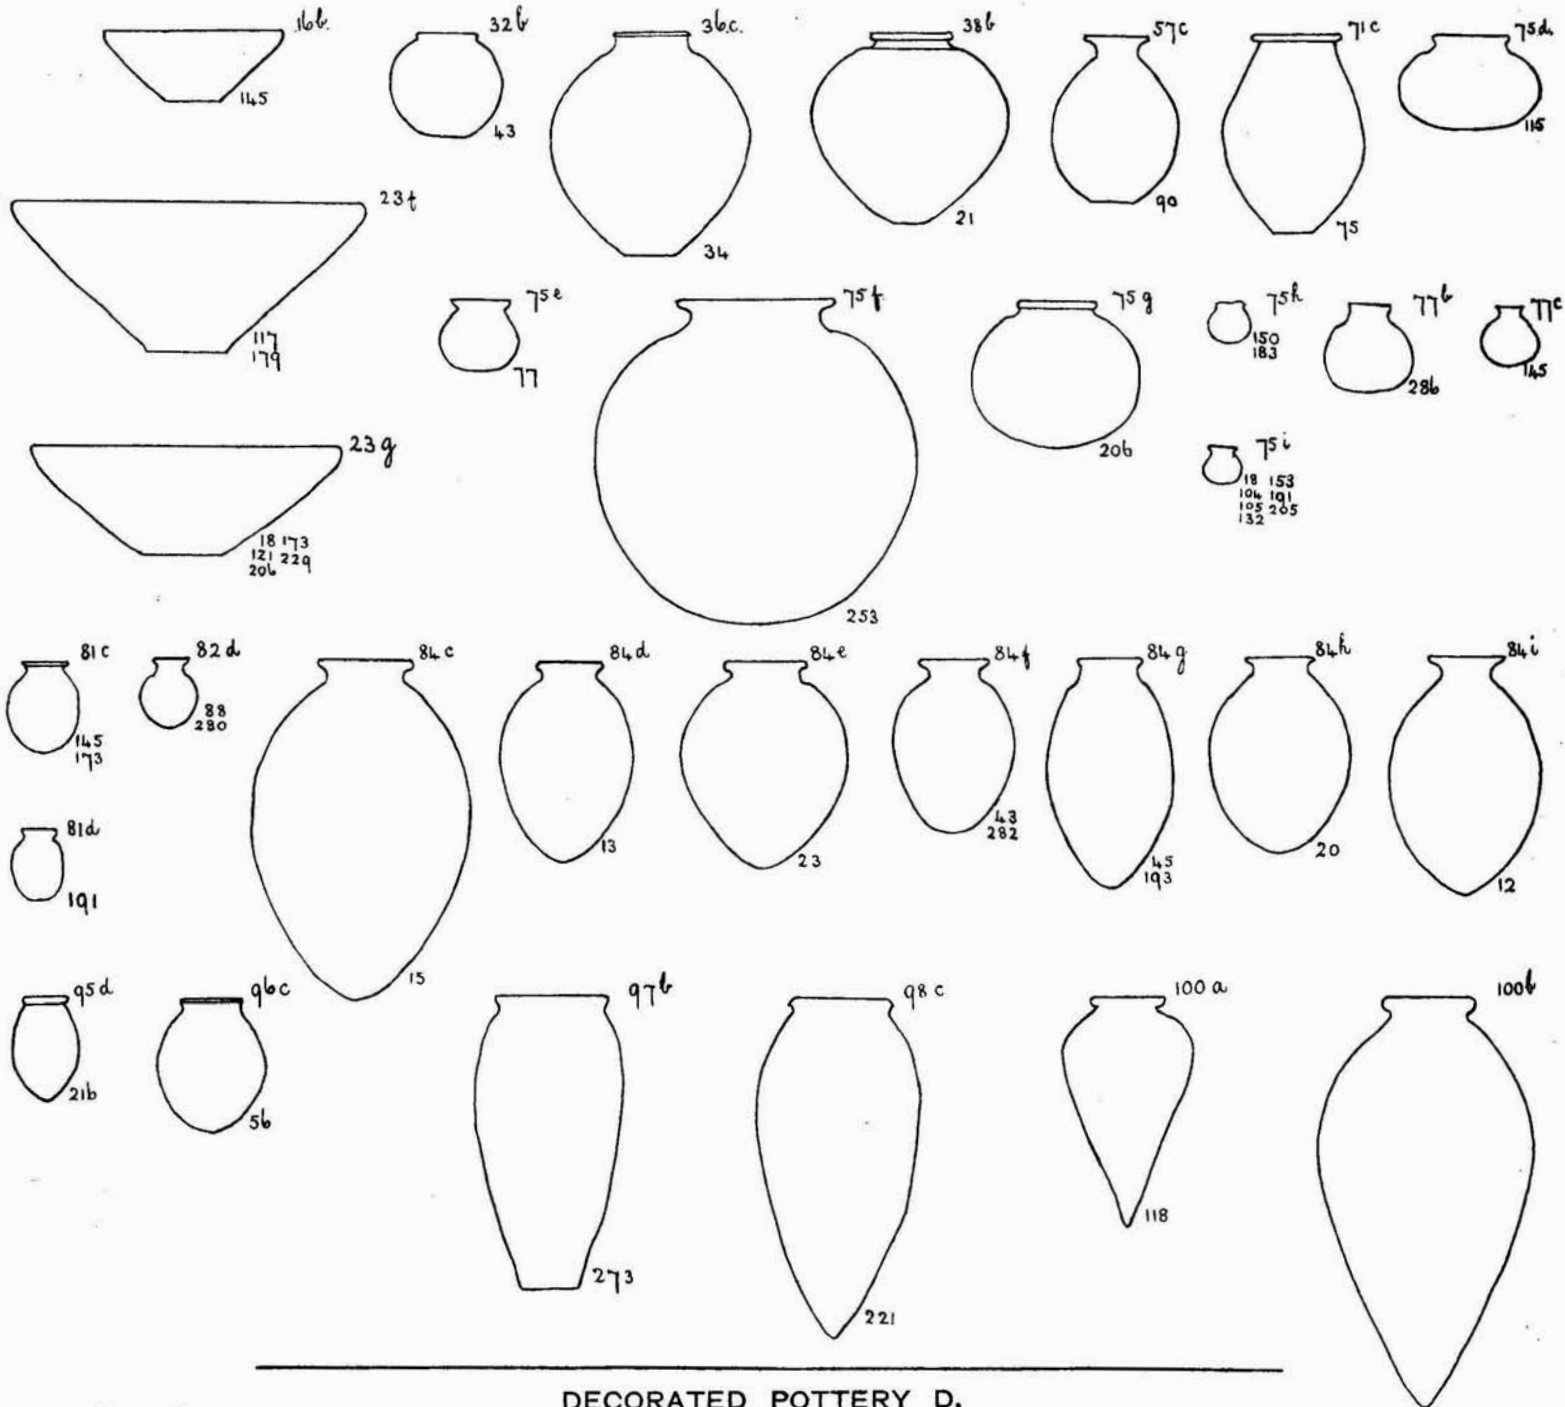 16b. 32b 36.c. 38b 57c 71c 75d.
145 43 34 21 90 75 115
23f
117
179
75e 75f 75g 75h 77b 77c
77 253 206 150 286 145
183
75i
18 153
104 191
105 205
132
23g
18 173
121 229
206
81c 82d 84c 84d 84e 84f 84g 84h 84i
145 88 15 13 23 43 45 20 12
173 280 282 193
81d
191
95d 96c 97b 98c 100a 100b
216 56 273 221 118
DECORATED POTTERY D.